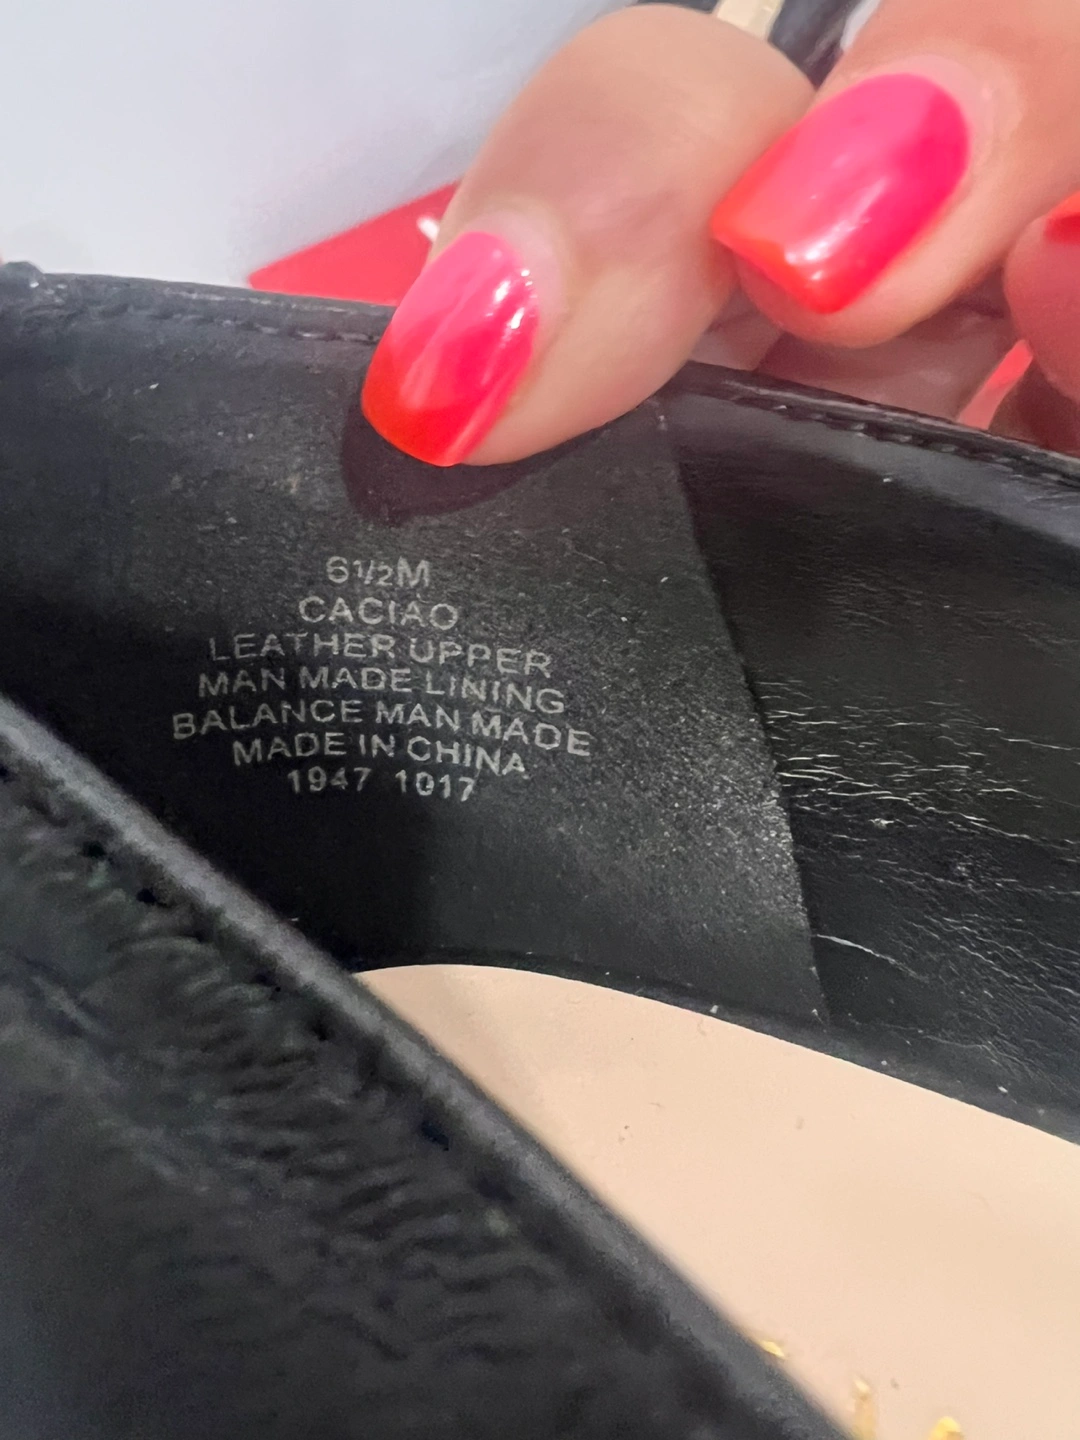 6½M
CACIAO
LEATHER UPPER
MAN MADE LINING
BALANCE MAN MADE
MADE IN CHINA
1947 1017